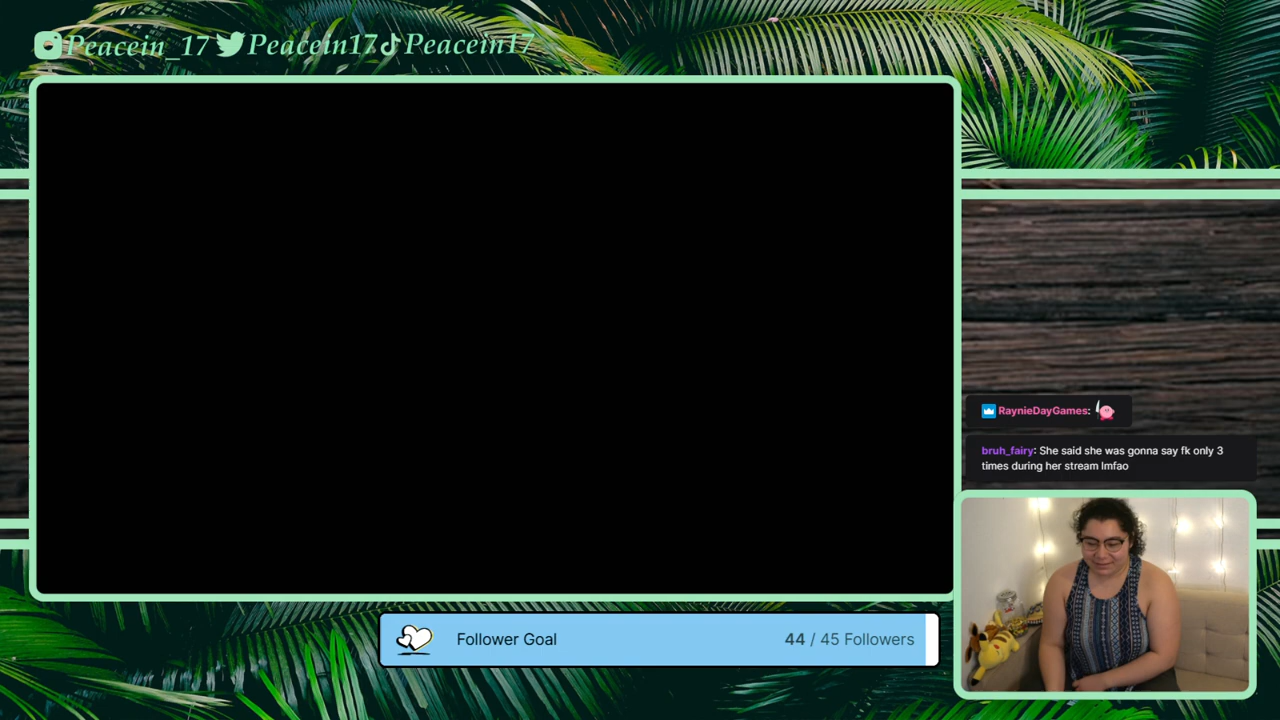 Peacein_17 Peacein17 Peacein17
RaynieDayGames:
bruh_fairy: She said she was gonna say fk only 3
times during her stream lmfao
Follower Goal 44 / 45 Followers